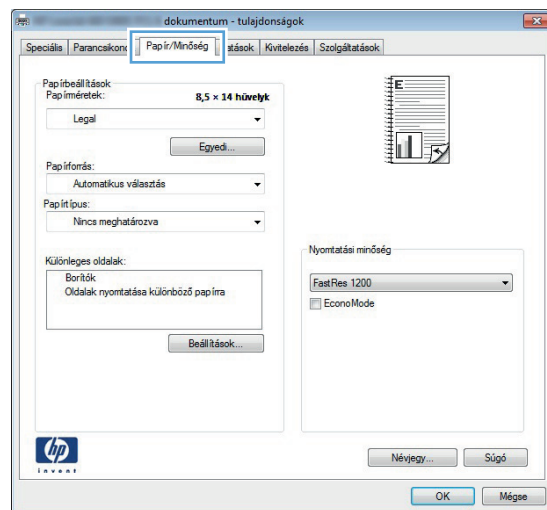 dokumentum - tulajdonságok
Speciális Papír/Minőség Kivitelezés Szolgáltatások
Papírbeállítások
Papírméretek: 8,5 × 14 hüvelyk
Legal
Egyedi...
Papírforrás:
Automatikus választás
Papírtípus:
Nincs meghatározva
Különleges oldalak:
Borítók
Oldalak nyomtatása különböző papírra
Beállítások...
E
Nyomtatási minőség
FastRes 1200
EconoMode
hp
invent
Névjegy... Súgó
OK Mégse